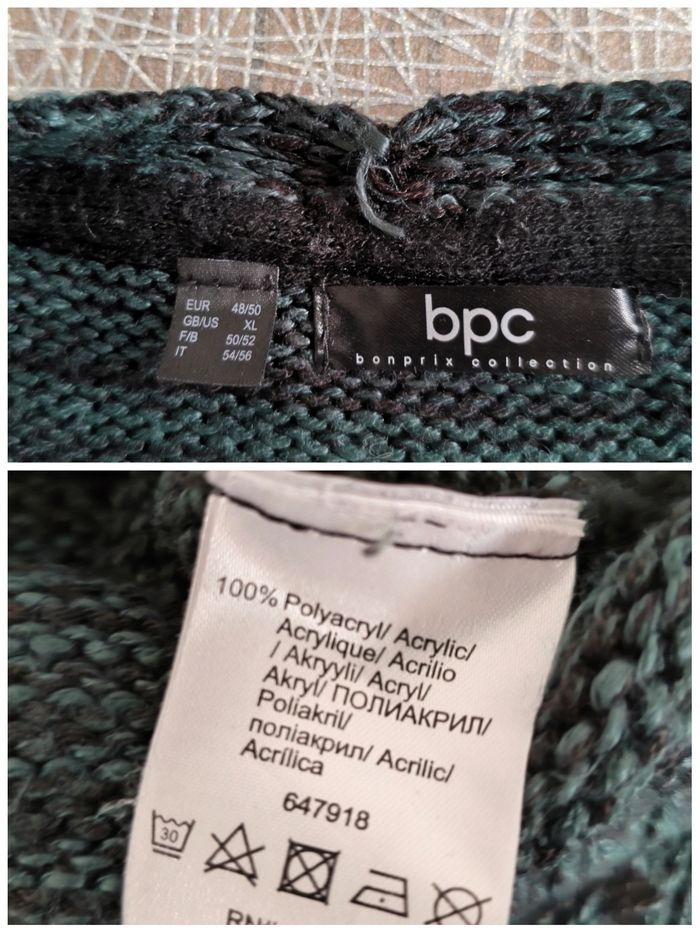 EUR 48/50
GB/US XL
F/B 50/52
IT 54/56
bpc
bonprix collection
100% Polyacryl/ Acrylic/
Acrylique/ Acrilio
/ Akryyli/ Acryl/
Akryl/ ПОЛИАКРИЛ/
Poliakril/
поліакрил/ Acrilic/
Acrílica
647918
30